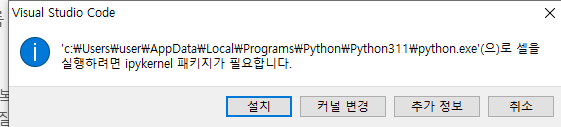 Visual Studio Code
'c:₩Users₩user₩AppData₩Local₩Programs₩Python₩Python311₩python.exe'(으)로 셀을
실행하려면 ipykernel 패키지가 필요합니다.
설치
커널 변경
추가 정보
취소